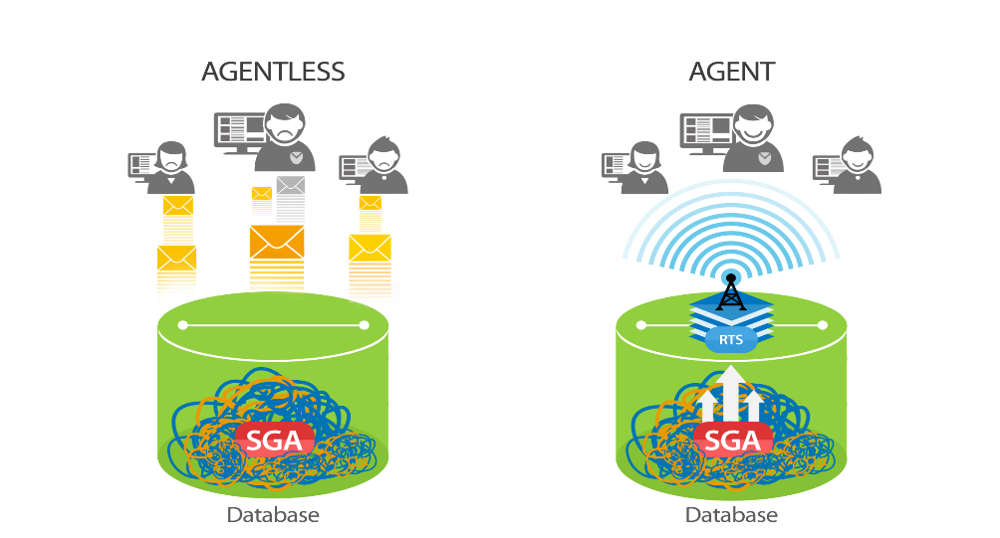 AGENTLESS
AGENT
RTS
SGA
SGA
Database
Database